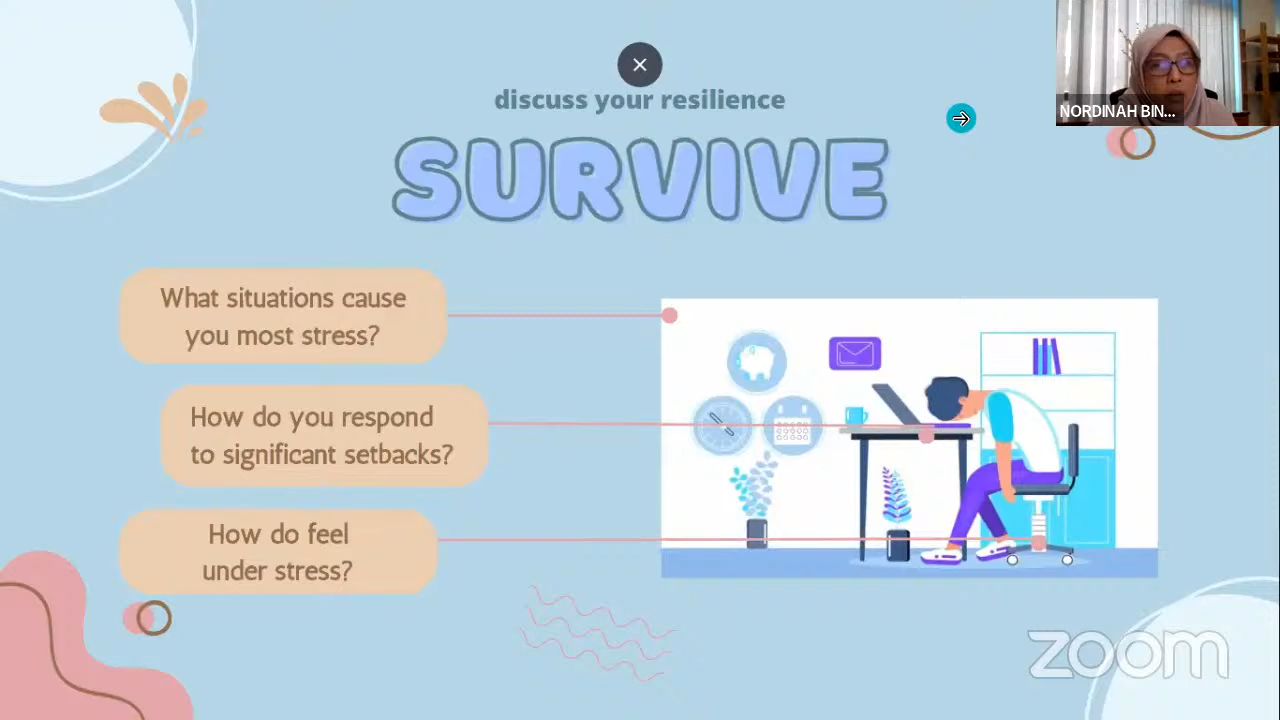 discuss your resilience
SURVIVE
NORDINAH BIN...
What situations cause
you most stress?
How do you respond
to significant setbacks?
How do feel
under stress?
zoom